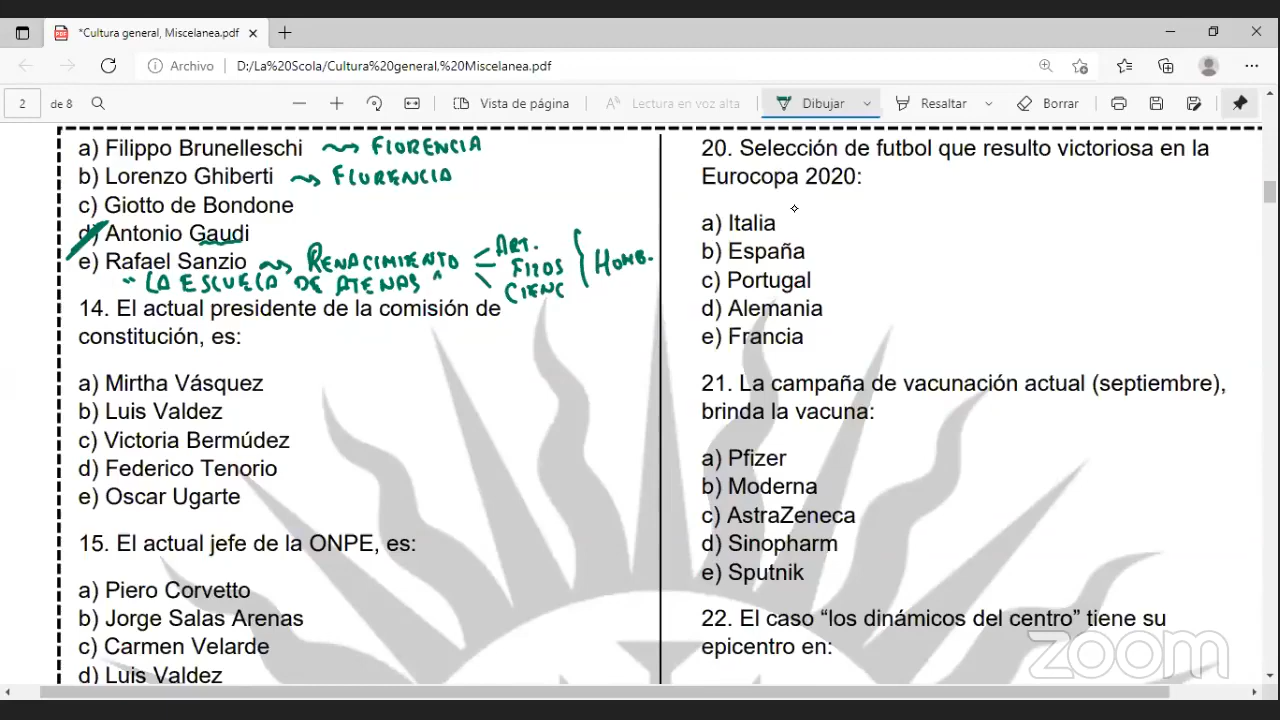 *Cultura general, Miscelanea.pdf
Archivo D:/La%20Scola/Cultura%20general,%20Miscelanea.pdf
2 de 8 Vista de página Lectura en voz alta Dibujar Resaltar Borrar
a) Filippo Brunelleschi FLORENCIA
b) Lorenzo Ghiberti FLURENCIA
c) Giotto de Bondone
d) Antonio Gaudi
e) Rafael Sanzio RENACIMIENTO ART. FIZOS CIENC HOMB.
"LA ESCUELA DE ATENAS"
14. El actual presidente de la comisión de
constitución, es:
a) Mirtha Vásquez
b) Luis Valdez
c) Victoria Bermúdez
d) Federico Tenorio
e) Oscar Ugarte
15. El actual jefe de la ONPE, es:
a) Piero Corvetto
b) Jorge Salas Arenas
c) Carmen Velarde
d) Luis Valdez
20. Selección de futbol que resulto victoriosa en la
Eurocopa 2020:
a) Italia
b) España
c) Portugal
d) Alemania
e) Francia
21. La campaña de vacunación actual (septiembre),
brinda la vacuna:
a) Pfizer
b) Moderna
c) AstraZeneca
d) Sinopharm
e) Sputnik
22. El caso “los dinámicos del centro” tiene su
epicentro en:
zoom